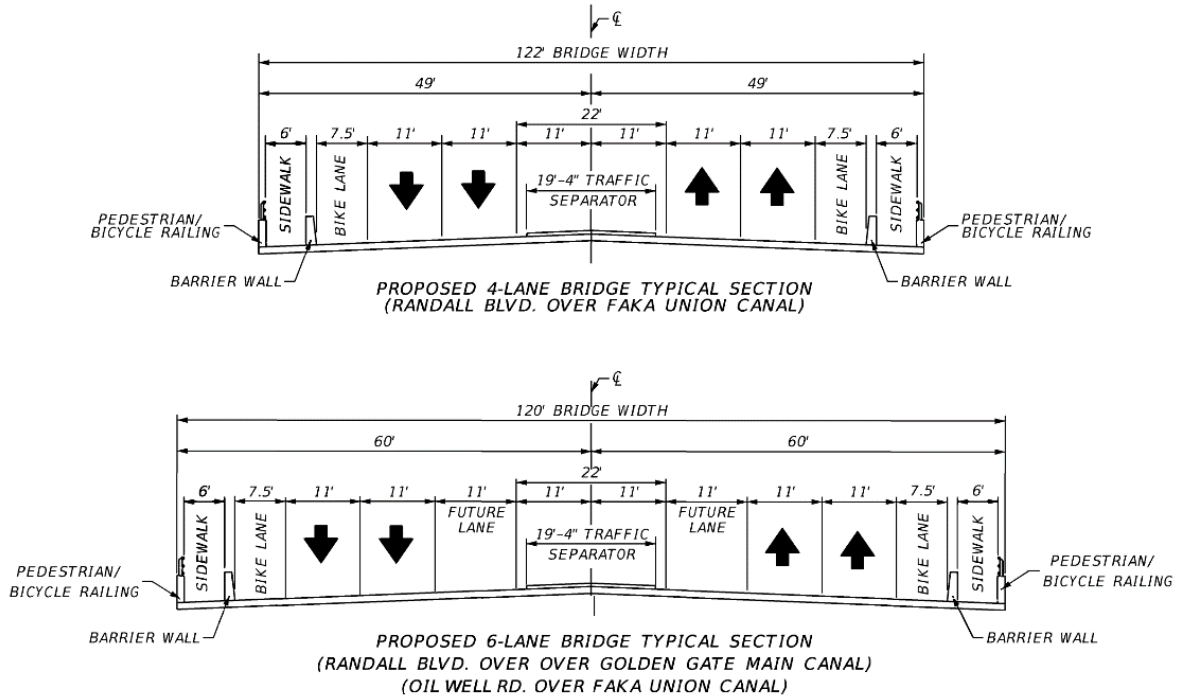 ℄
122' BRIDGE WIDTH
49' 49'
22'
6' 7.5' 11' 11' 11' 11' 11' 11' 7.5' 6'
SIDEWALK BIKE LANE BIKE LANE SIDEWALK
19'-4" TRAFFIC
SEPARATOR
PEDESTRIAN/
BICYCLE RAILING
PEDESTRIAN/
BICYCLE RAILING
BARRIER WALL BARRIER WALL
PROPOSED 4-LANE BRIDGE TYPICAL SECTION
(RANDALL BLVD. OVER FAKA UNION CANAL)
℄
120' BRIDGE WIDTH
60' 60'
22'
6' 7.5' 11' 11' 11' 11' 11' 11' 11' 11' 7.5' 6'
FUTURE
LANE
FUTURE
LANE
SIDEWALK BIKE LANE BIKE LANE SIDEWALK
19'-4" TRAFFIC
SEPARATOR
PEDESTRIAN/
BICYCLE RAILING
PEDESTRIAN/
BICYCLE RAILING
BARRIER WALL BARRIER WALL
PROPOSED 6-LANE BRIDGE TYPICAL SECTION
(RANDALL BLVD. OVER OVER GOLDEN GATE MAIN CANAL)
(OIL WELL RD. OVER FAKA UNION CANAL)